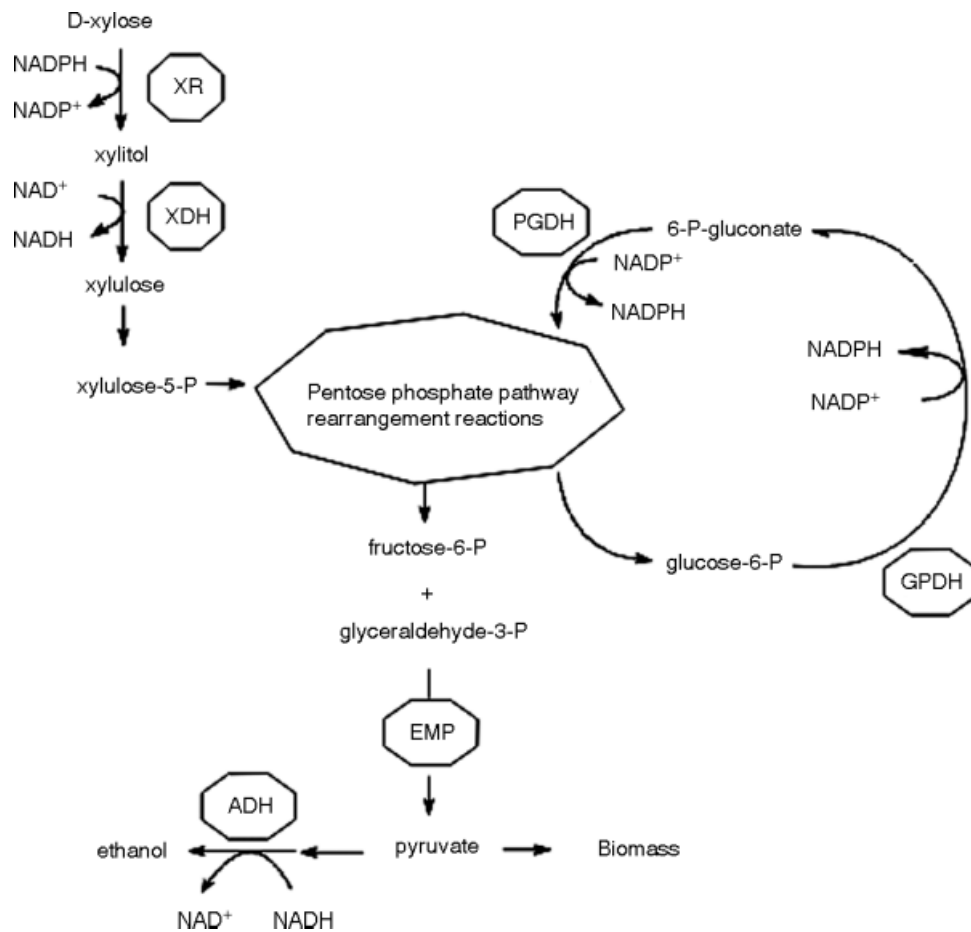 D-xylose
NADPH
XR
NADP+
xylitol
NAD+
XDH
NADH
xylulose
xylulose-5-P
PGDH
6-P-gluconate
NADP+
NADPH
NADPH
NADP+
Pentose phosphate pathway
rearrangement reactions
fructose-6-P
glucose-6-P
GPDH
+
glyceraldehyde-3-P
EMP
ADH
ethanol
pyruvate
Biomass
NAD+
NADH